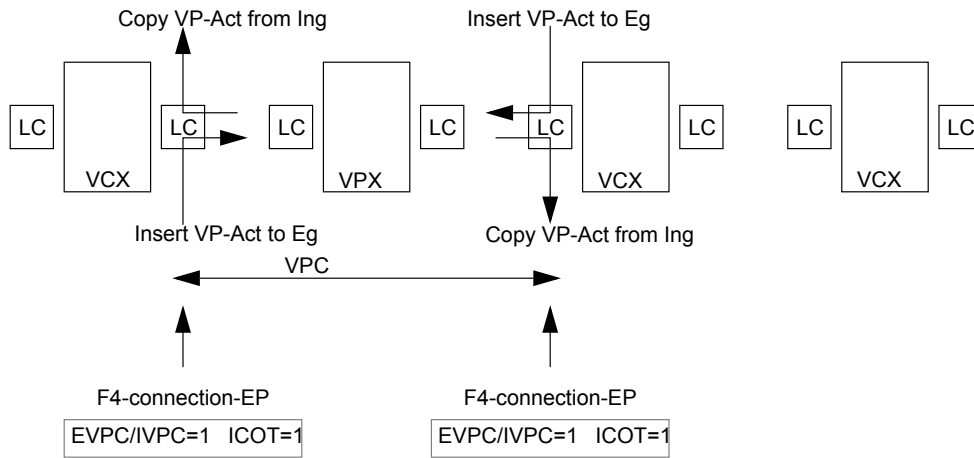 Copy VP-Act from Ing Insert VP-Act to Eg
LC LC LC LC LC LC LC LC
VCX VPX VCX VCX
Insert VP-Act to Eg Copy VP-Act from Ing
VPC
F4-connection-EP F4-connection-EP
EVPC/IVPC=1 ICOT=1 EVPC/IVPC=1 ICOT=1